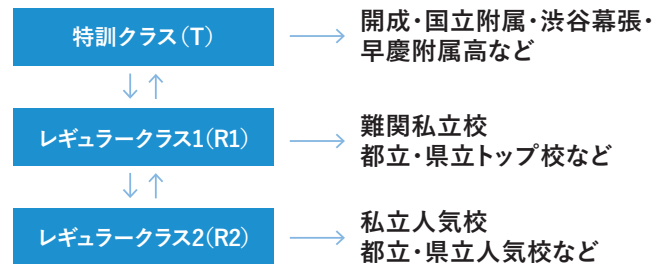 特訓クラス(T)
開成・国立附属・渋谷幕張・
早慶附属高など
レギュラークラス1(R1)
難関私立校
都立・県立トップ校など
レギュラークラス2(R2)
私立人気校
都立・県立人気校など